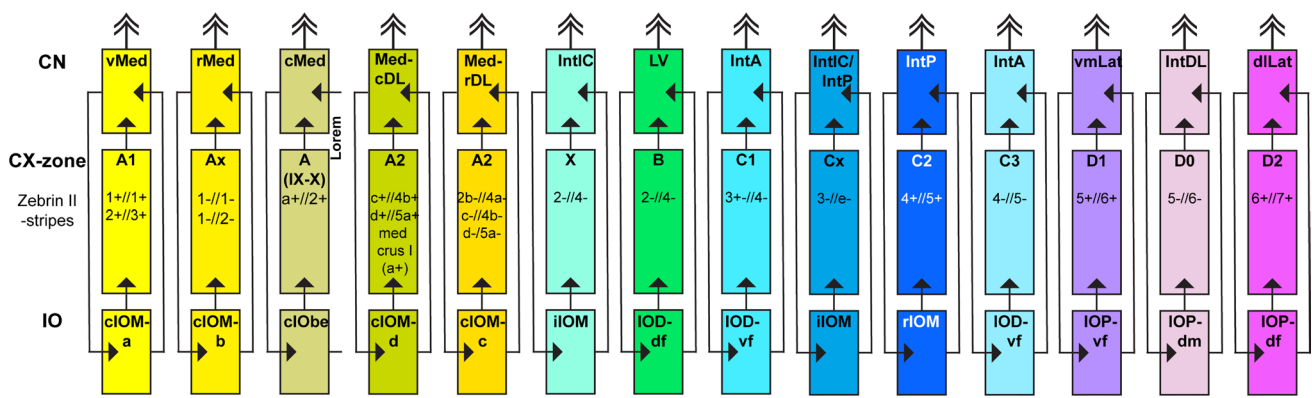 CN
vMed
rMed
cMed
Med-
cDL
Med-
rDL
IntIC
LV
IntA
IntIC/
IntP
IntP
IntA
vmLat
IntDL
dlLat
Lorem
CX-zone
A1
Ax
A
(IX-X)
A2
A2
X
B
C1
Cx
C2
C3
D1
D0
D2
Zebrin II
-stripes
1+//1+
2+//3+
1-//1-
1-//2-
a+//2+
c+//4b+
d+//5a+
med
crus I
(a+)
2b-//4a-
c-//4b-
d-/5a-
2-//4-
2-//4-
3+-//4-
3-//e-
4+//5+
4-//5-
5+//6+
5-//6-
6+//7+
IO
cIOM-
a
cIOM-
b
cIObe
cIOM-
d
cIOM-
c
iIOM
IOD-
df
IOD-
vf
iIOM
rIOM
IOD-
vf
IOP-
vf
IOP-
dm
IOP-
df